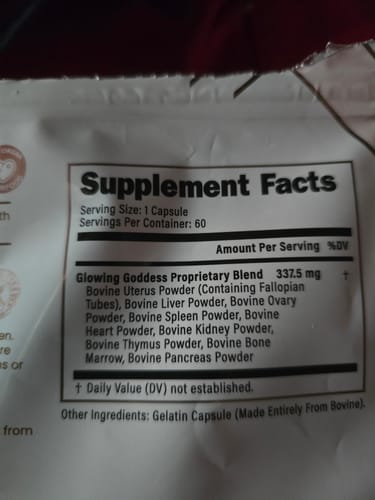 Supplement Facts
Serving Size: 1 Capsule
Servings Per Container: 60
Amount Per Serving %DV
Glowing Goddess Proprietary Blend 337.5 mg †
Bovine Uterus Powder (Containing Fallopian
Tubes), Bovine Liver Powder, Bovine Ovary
Powder, Bovine Spleen Powder, Bovine
Heart Powder, Bovine Kidney Powder,
Bovine Thymus Powder, Bovine Bone
Marrow, Bovine Pancreas Powder
† Daily Value (DV) not established.
Other Ingredients: Gelatin Capsule (Made Entirely From Bovine).
from